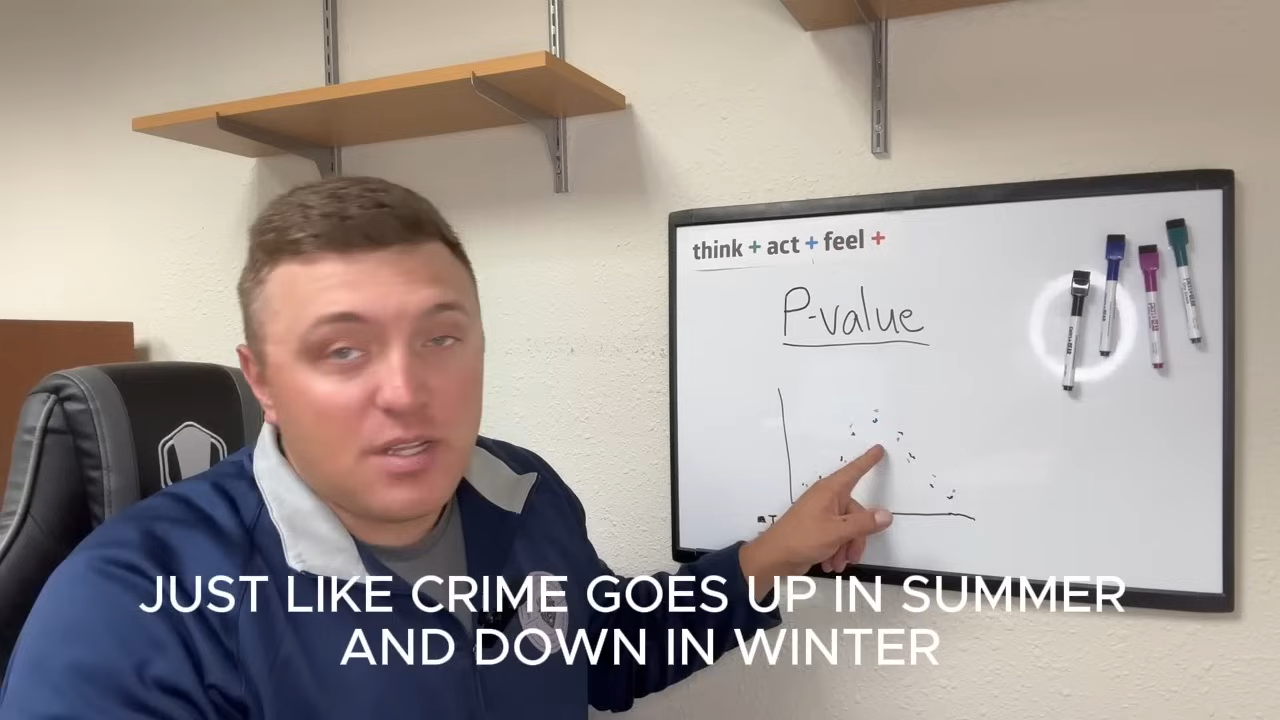 think + act + feel +
P-value
JUST LIKE CRIME GOES UP IN SUMMER
AND DOWN IN WINTER